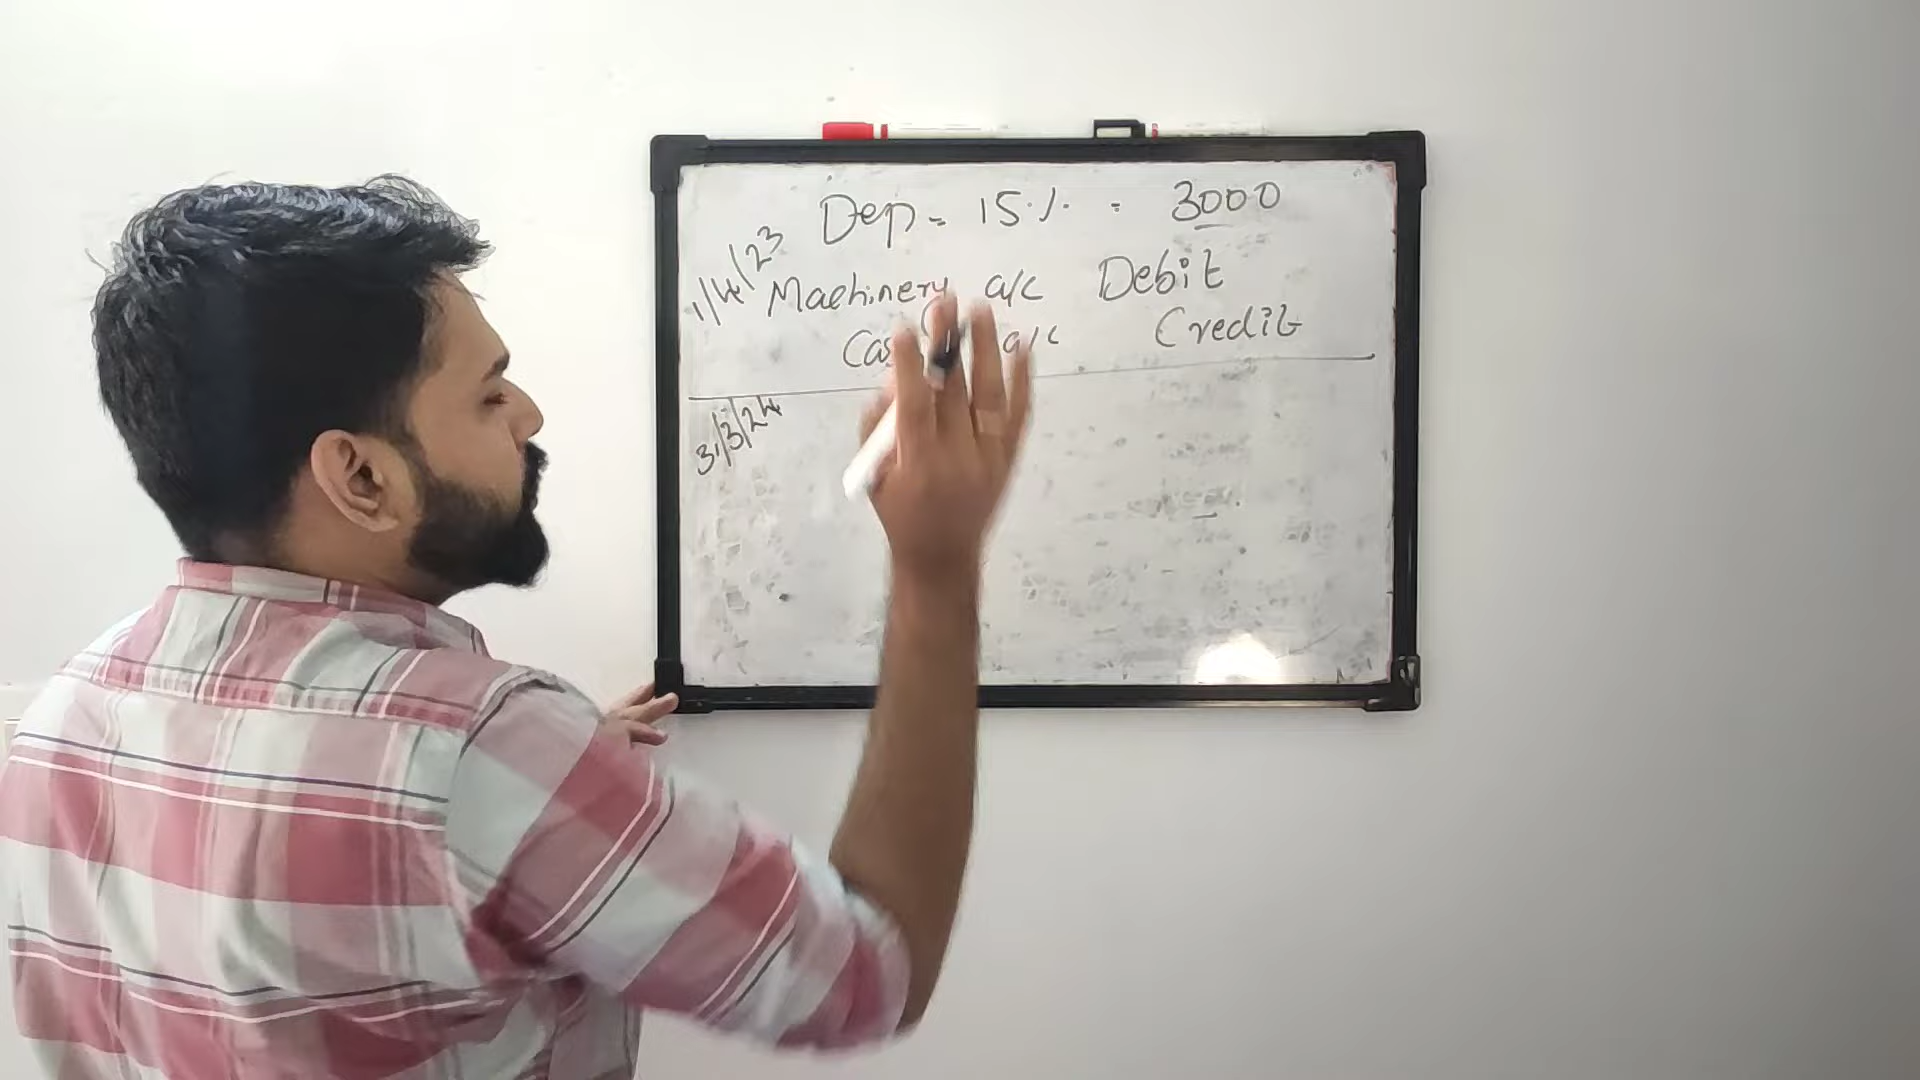 Dep = 15% = 3000
1/4/23
Machinery a/c Debit
a/c Credit
31/3/24